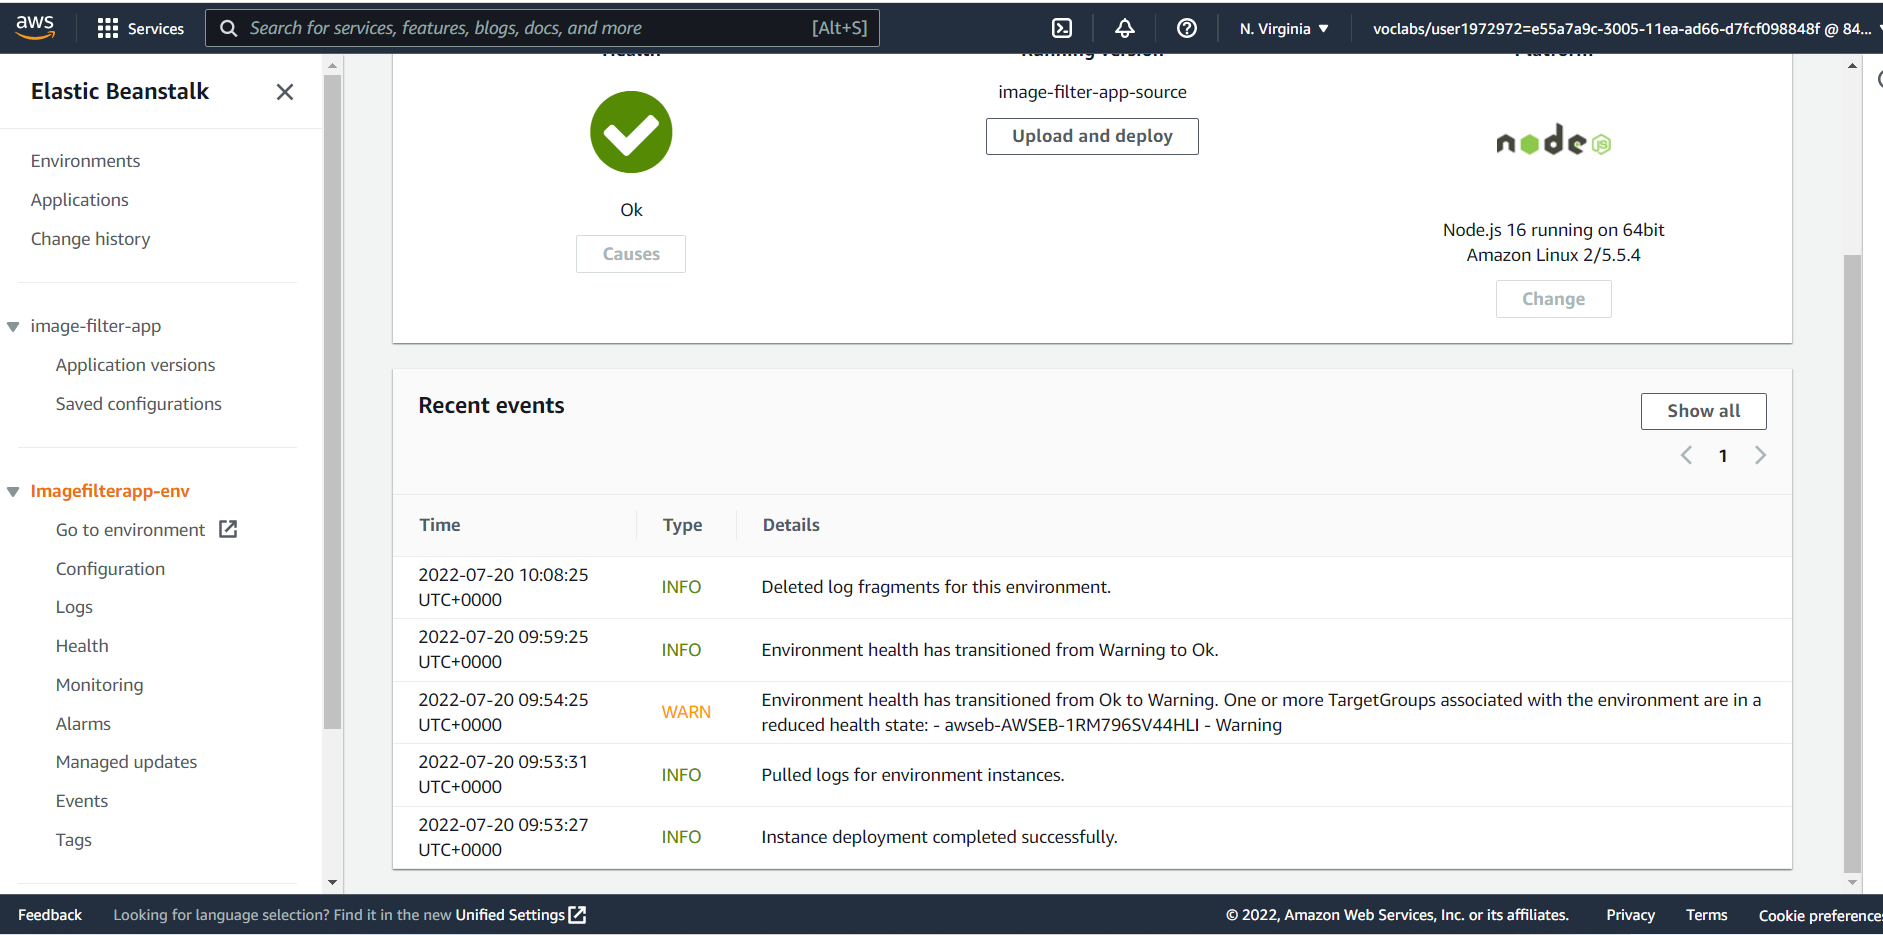 aws
Services
Search for services, features, blogs, docs, and more
[Alt+S]
N. Virginia
voclabs/user1972972=e55a7a9c-3005-11ea-ad66-d7fcf098848f @ 84...
Elastic Beanstalk
Environments
Applications
Change history
image-filter-app
Application versions
Saved configurations
Imagefilterapp-env
Go to environment
Configuration
Logs
Health
Monitoring
Alarms
Managed updates
Events
Tags
Health
Ok
Causes
Running version
image-filter-app-source
Upload and deploy
Platform
node JS
Node.js 16 running on 64bit
Amazon Linux 2/5.5.4
Change
Recent events
Show all
1
Time Type Details
2022-07-20 10:08:25
UTC+0000
INFO
Deleted log fragments for this environment.
2022-07-20 09:59:25
UTC+0000
INFO
Environment health has transitioned from Warning to Ok.
2022-07-20 09:54:25
UTC+0000
WARN
Environment health has transitioned from Ok to Warning. One or more TargetGroups associated with the environment are in a
reduced health state: - awseb-AWSEB-1RM796SV44HLI - Warning
2022-07-20 09:53:31
UTC+0000
INFO
Pulled logs for environment instances.
2022-07-20 09:53:27
UTC+0000
INFO
Instance deployment completed successfully.
Feedback
Looking for language selection? Find it in the new Unified Settings
© 2022, Amazon Web Services, Inc. or its affiliates.
Privacy
Terms
Cookie preferences